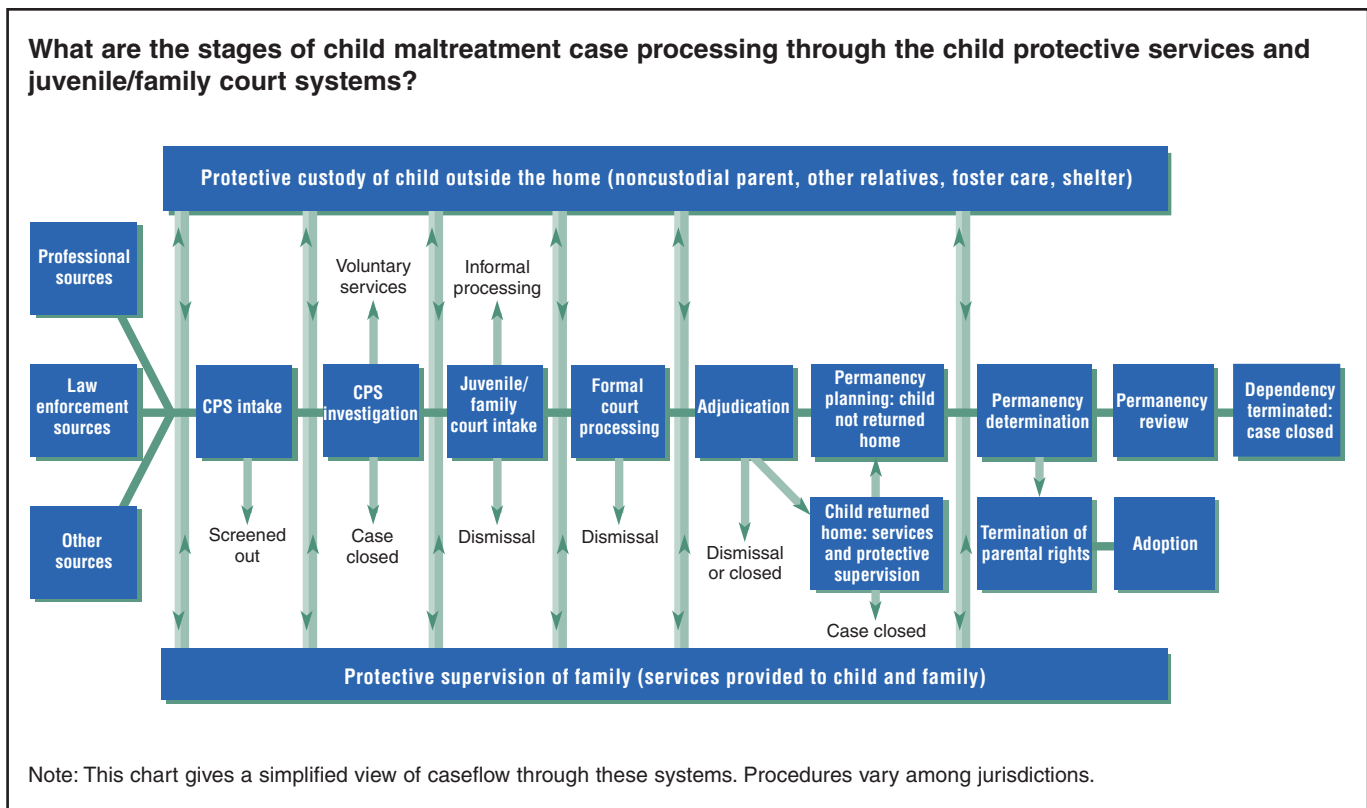 What are the stages of child maltreatment case processing through the child protective services and
juvenile/family court systems?
Protective custody of child outside the home (noncustodial parent, other relatives, foster care, shelter)
Professional
sources
Law
enforcement
sources
Other
sources
CPS intake
Screened
out
Voluntary
services
CPS
investigation
Case
closed
Informal
processing
Juvenile/
family
court intake
Dismissal
Formal
court
processing
Dismissal
Adjudication
Dismissal
or closed
Permanency
planning: child
not returned
home
Child returned
home: services
and protective
supervision
Case closed
Permanency
determination
Termination of
parental rights
Permanency
review
Adoption
Dependency
terminated:
case closed
Protective supervision of family (services provided to child and family)
Note: This chart gives a simplified view of caseflow through these systems. Procedures vary among jurisdictions.